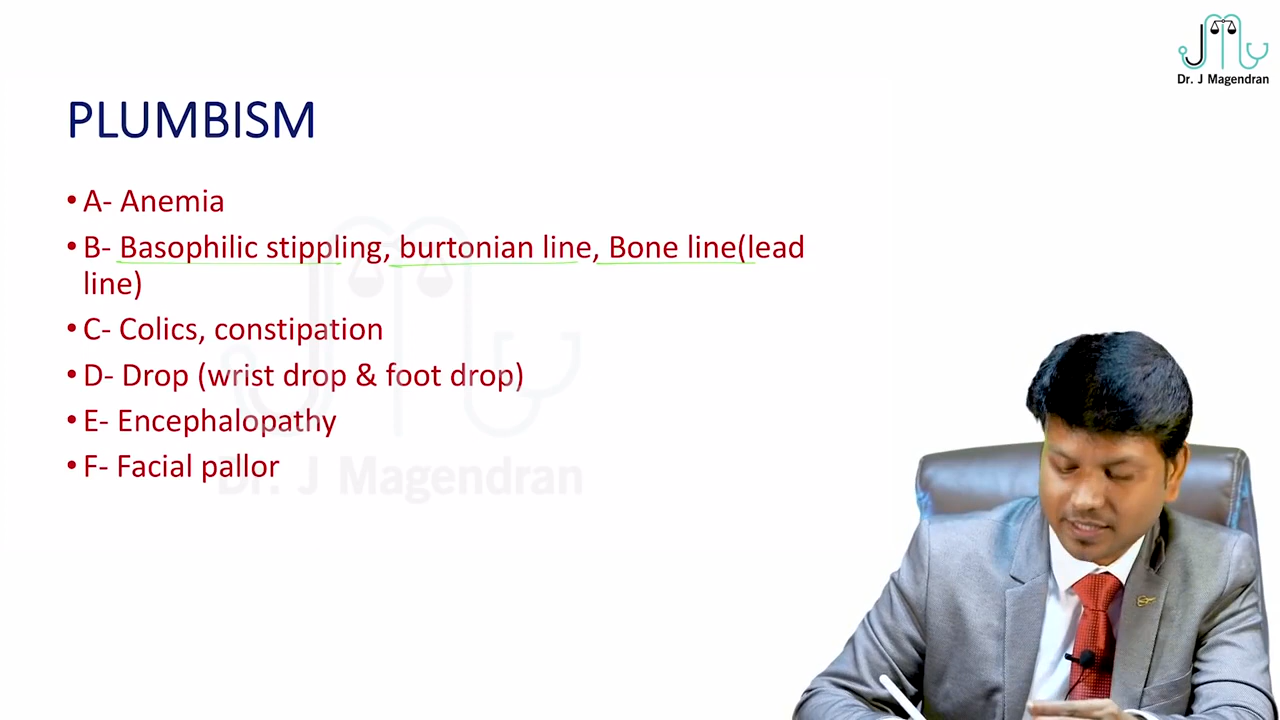 Dr. J Magendran
PLUMBISM
• A- Anemia
• B- Basophilic stippling, burtonian line, Bone line(lead
line)
• C- Colics, constipation
• D- Drop (wrist drop & foot drop)
• E- Encephalopathy
• F- Facial pallor
Dr. J Magendran